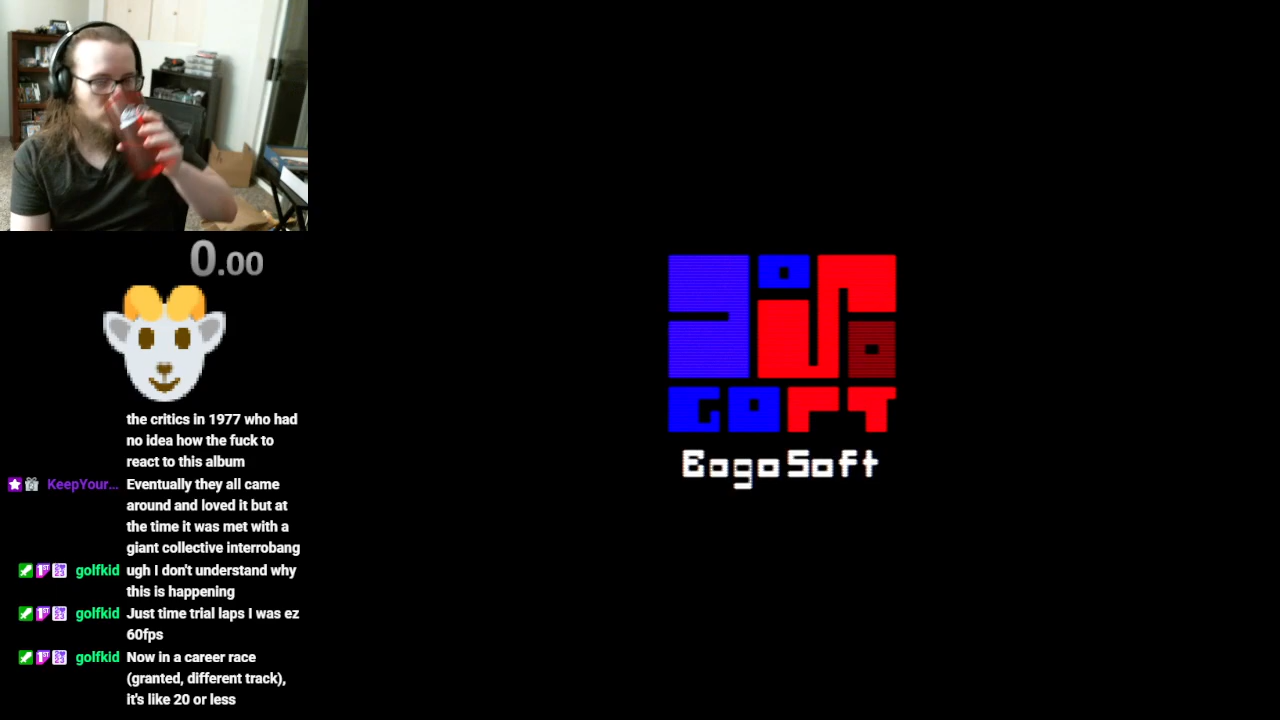 0.00
the critics in 1977 who had
no idea how the fuck to
react to this album
KeepYour... Eventually they all came
around and loved it but at
the time it was met with a
giant collective interrobang
golfkid ugh I don't understand why
this is happening
golfkid Just time trial laps I was ez
60fps
golfkid Now in a career race
(granted, different track),
it's like 20 or less
EogoSoft